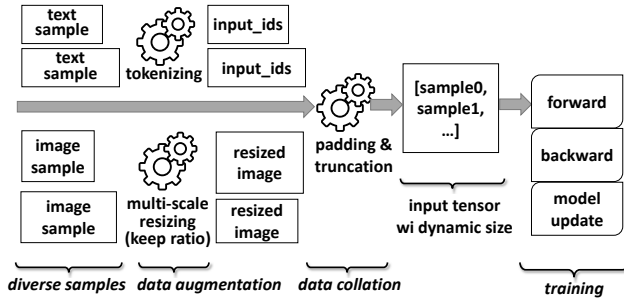 text
sample
text
sample
tokenizing
input_ids
input_ids
image
sample
image
sample
multi-scale
resizing
(keep ratio)
resized
image
resized
image
padding &
truncation
[sample0,
sample1,
...]
input tensor
wi dynamic size
forward
backward
model
update
diverse samples
data augmentation
data collation
training